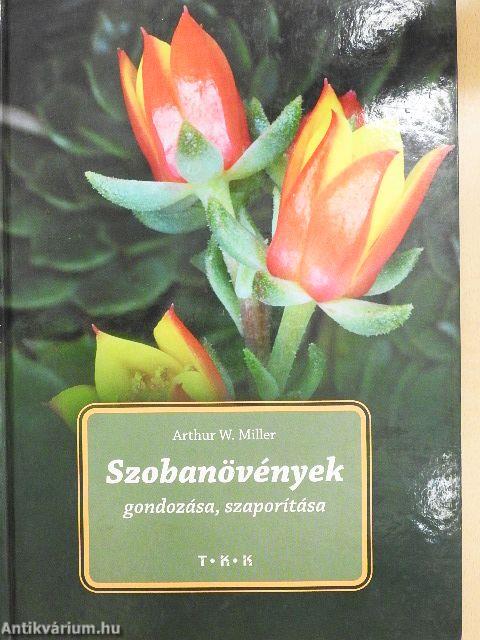 Arthur W. Miller
Szobanövények
gondozása, szaporítása
T • K • K
Antikvárium.hu